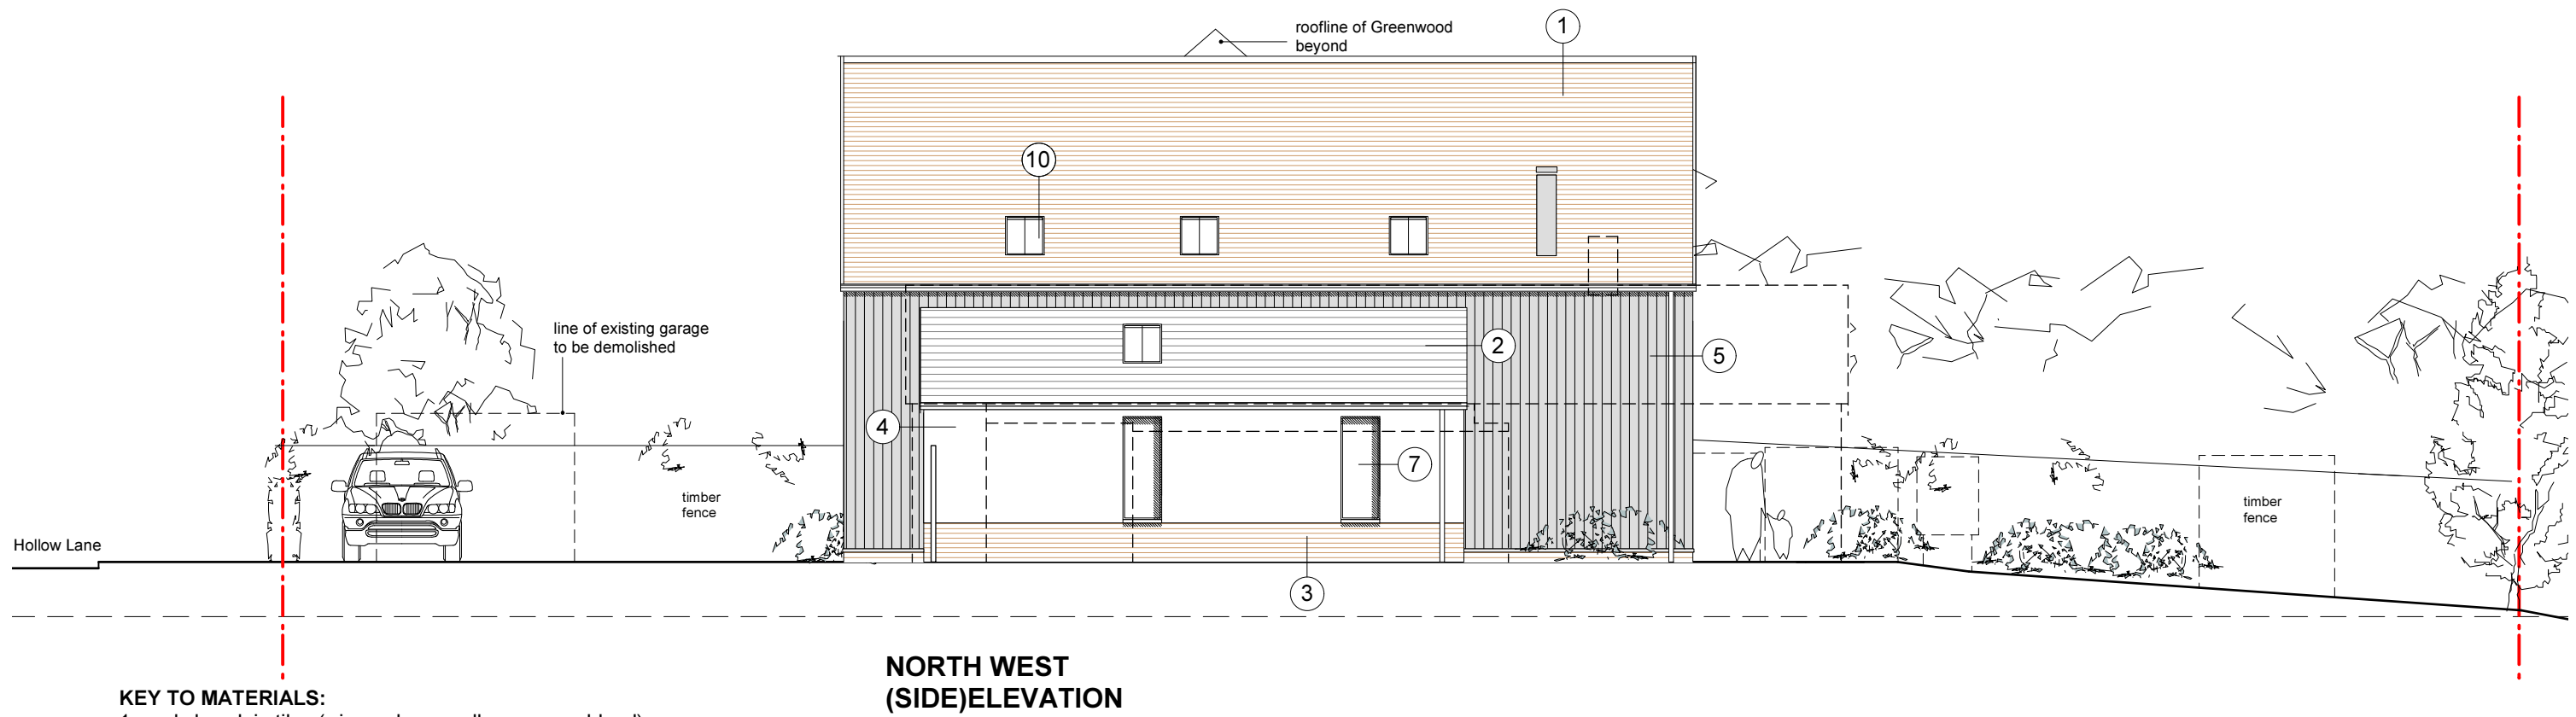 roofline of Greenwood
beyond
1
10
line of existing garage
to be demolished
2
5
4
7
timber
fence
timber
fence
Hollow Lane
3
NORTH WEST
(SIDE)ELEVATION
KEY TO MATERIALS: